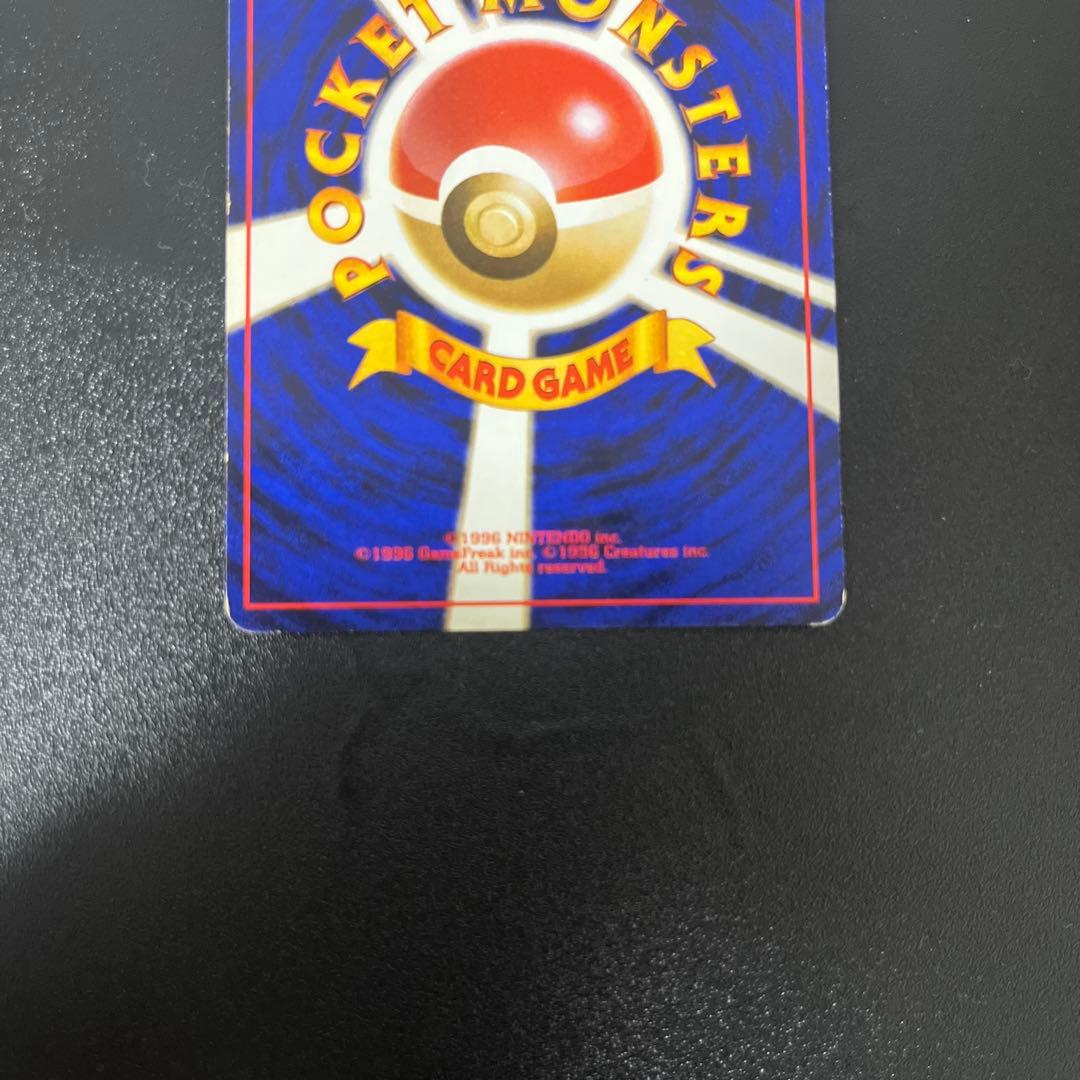 POCKET MONSTERS
CARD GAME
©1996 NINTENDO inc.
©1996 GameFreak inc. ©1996 Creatures inc.
All Rights reserved.